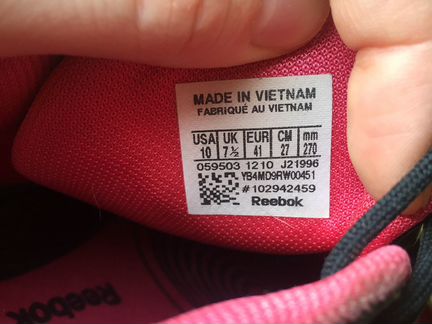 MADE IN VIETNAM
FABRIQUÉ AU VIETNAM
USA UK EUR CM mm
10 7½ 41 27 270
059503 1210 J21996
YB4MD9RW00451
#102942459
Reebok
Reebok